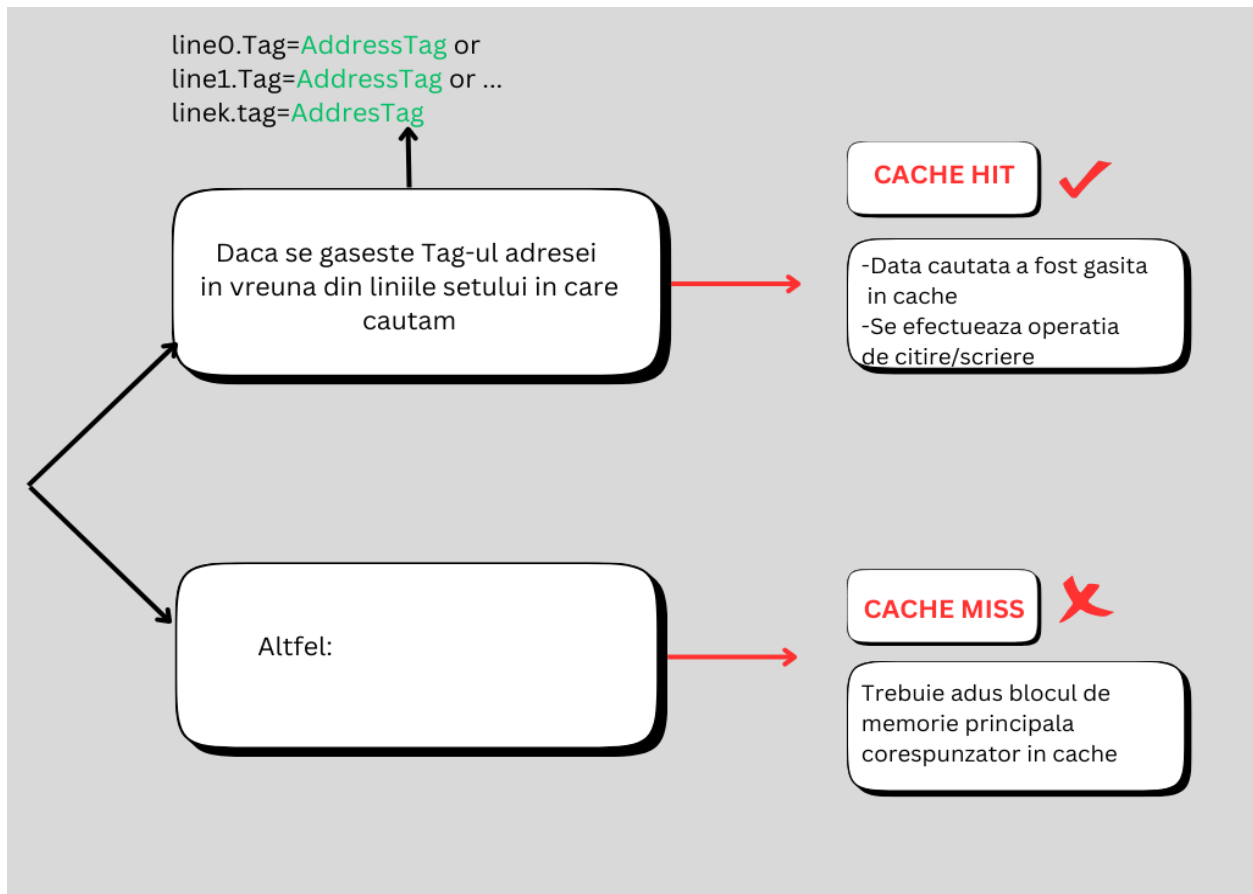 line0.Tag=AddressTag or
line1.Tag=AddressTag or ...
linek.tag=AddresTag
Daca se gaseste Tag-ul adresei
in vreuna din liniile setului in care
cautam
CACHE HIT
-Data cautata a fost gasita
in cache
-Se efectueaza operatia
de citire/scriere
Altfel:
CACHE MISS
Trebuie adus blocul de
memorie principala
corespunzator in cache